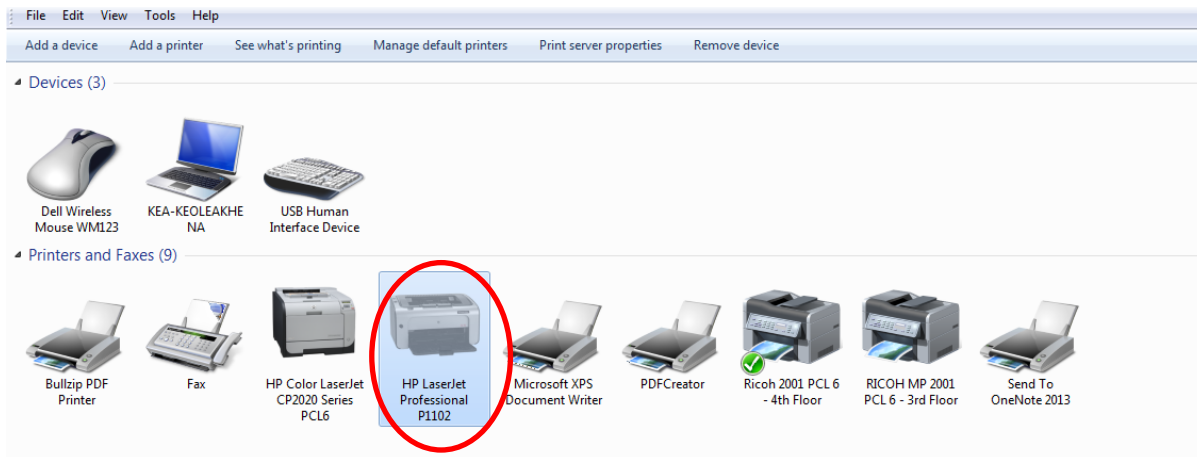 File Edit View Tools Help
Add a device Add a printer See what's printing Manage default printers Print server properties Remove device
Devices (3)
Dell Wireless
Mouse WM123
KEA-KEOLEAKHE
NA
USB Human
Interface Device
Printers and Faxes (9)
Bullzip PDF
Printer
Fax
HP Color LaserJet
CP2020 Series
PCL6
HP LaserJet
Professional
P1102
Microsoft XPS
Document Writer
PDFCreator
Ricoh 2001 PCL 6
- 4th Floor
RICOH MP 2001
PCL 6 - 3rd Floor
Send To
OneNote 2013